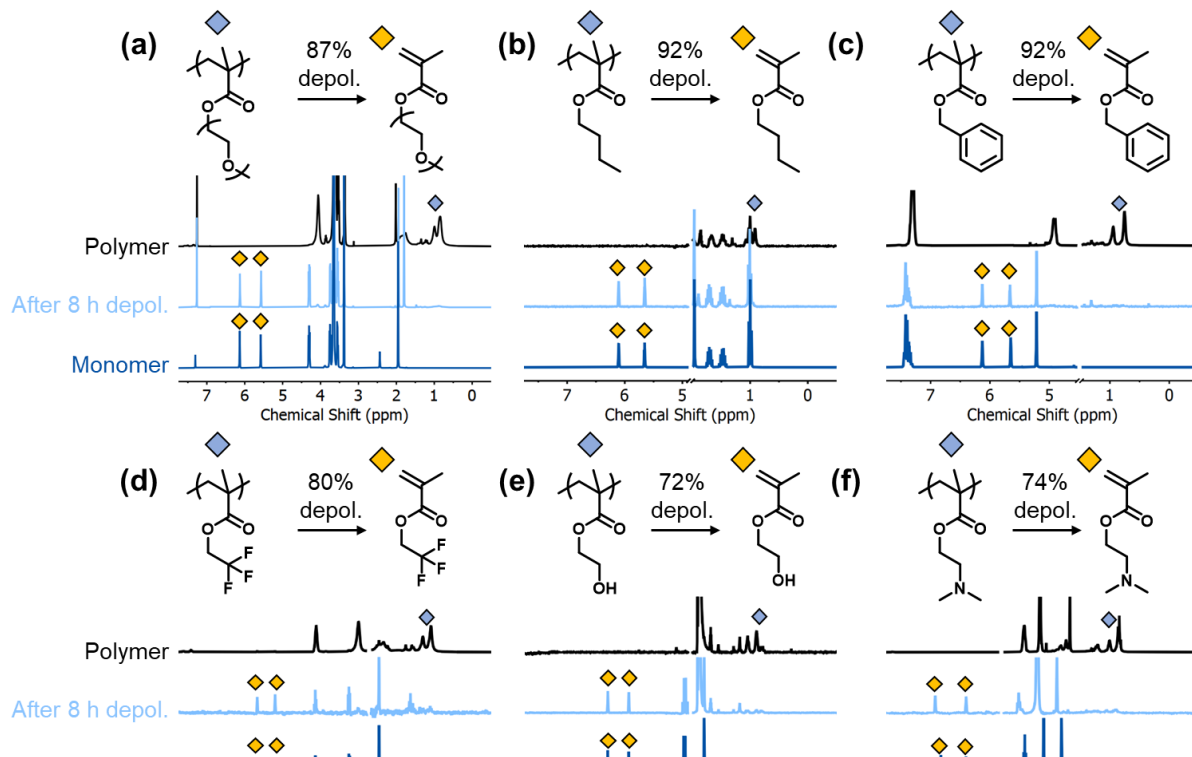 (a)
87%
depol.
O
O
O
(b)
92%
depol.
O
O
O
O
(c)
92%
depol.
O
O
O
O
Polymer
After 8 h depol.
Monomer
7 6 5 4 3 2 1 0
Chemical Shift (ppm)
7 6 5 1 0
Chemical Shift (ppm)
7 5 1 0
Chemical Shift (ppm)
(d)
80%
depol.
O
O
F
F
F
O
O
F
F
F
(e)
72%
depol.
O
O
OH
O
O
OH
(f)
74%
depol.
O
O
N
O
O
N
Polymer
After 8 h depol.